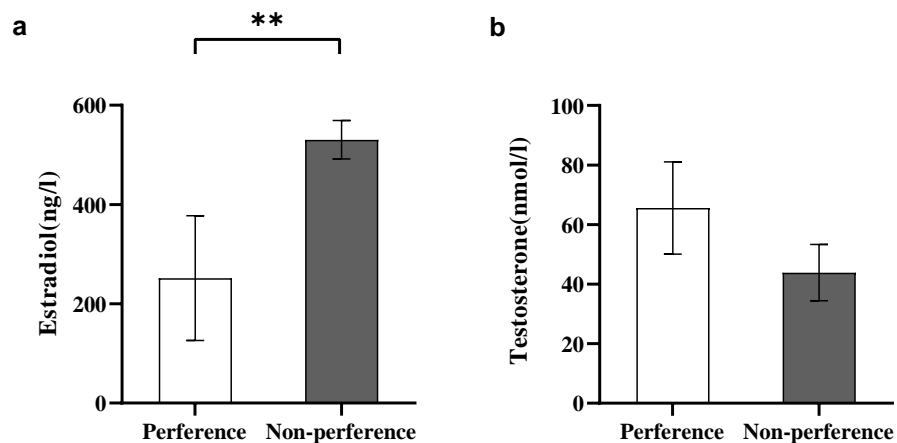 a
**
Estradiol(ng/l)
600
400
200
0
Perference
Non-perference
b
Testosterone(nmol/l)
100
80
60
40
20
0
Perference
Non-perference